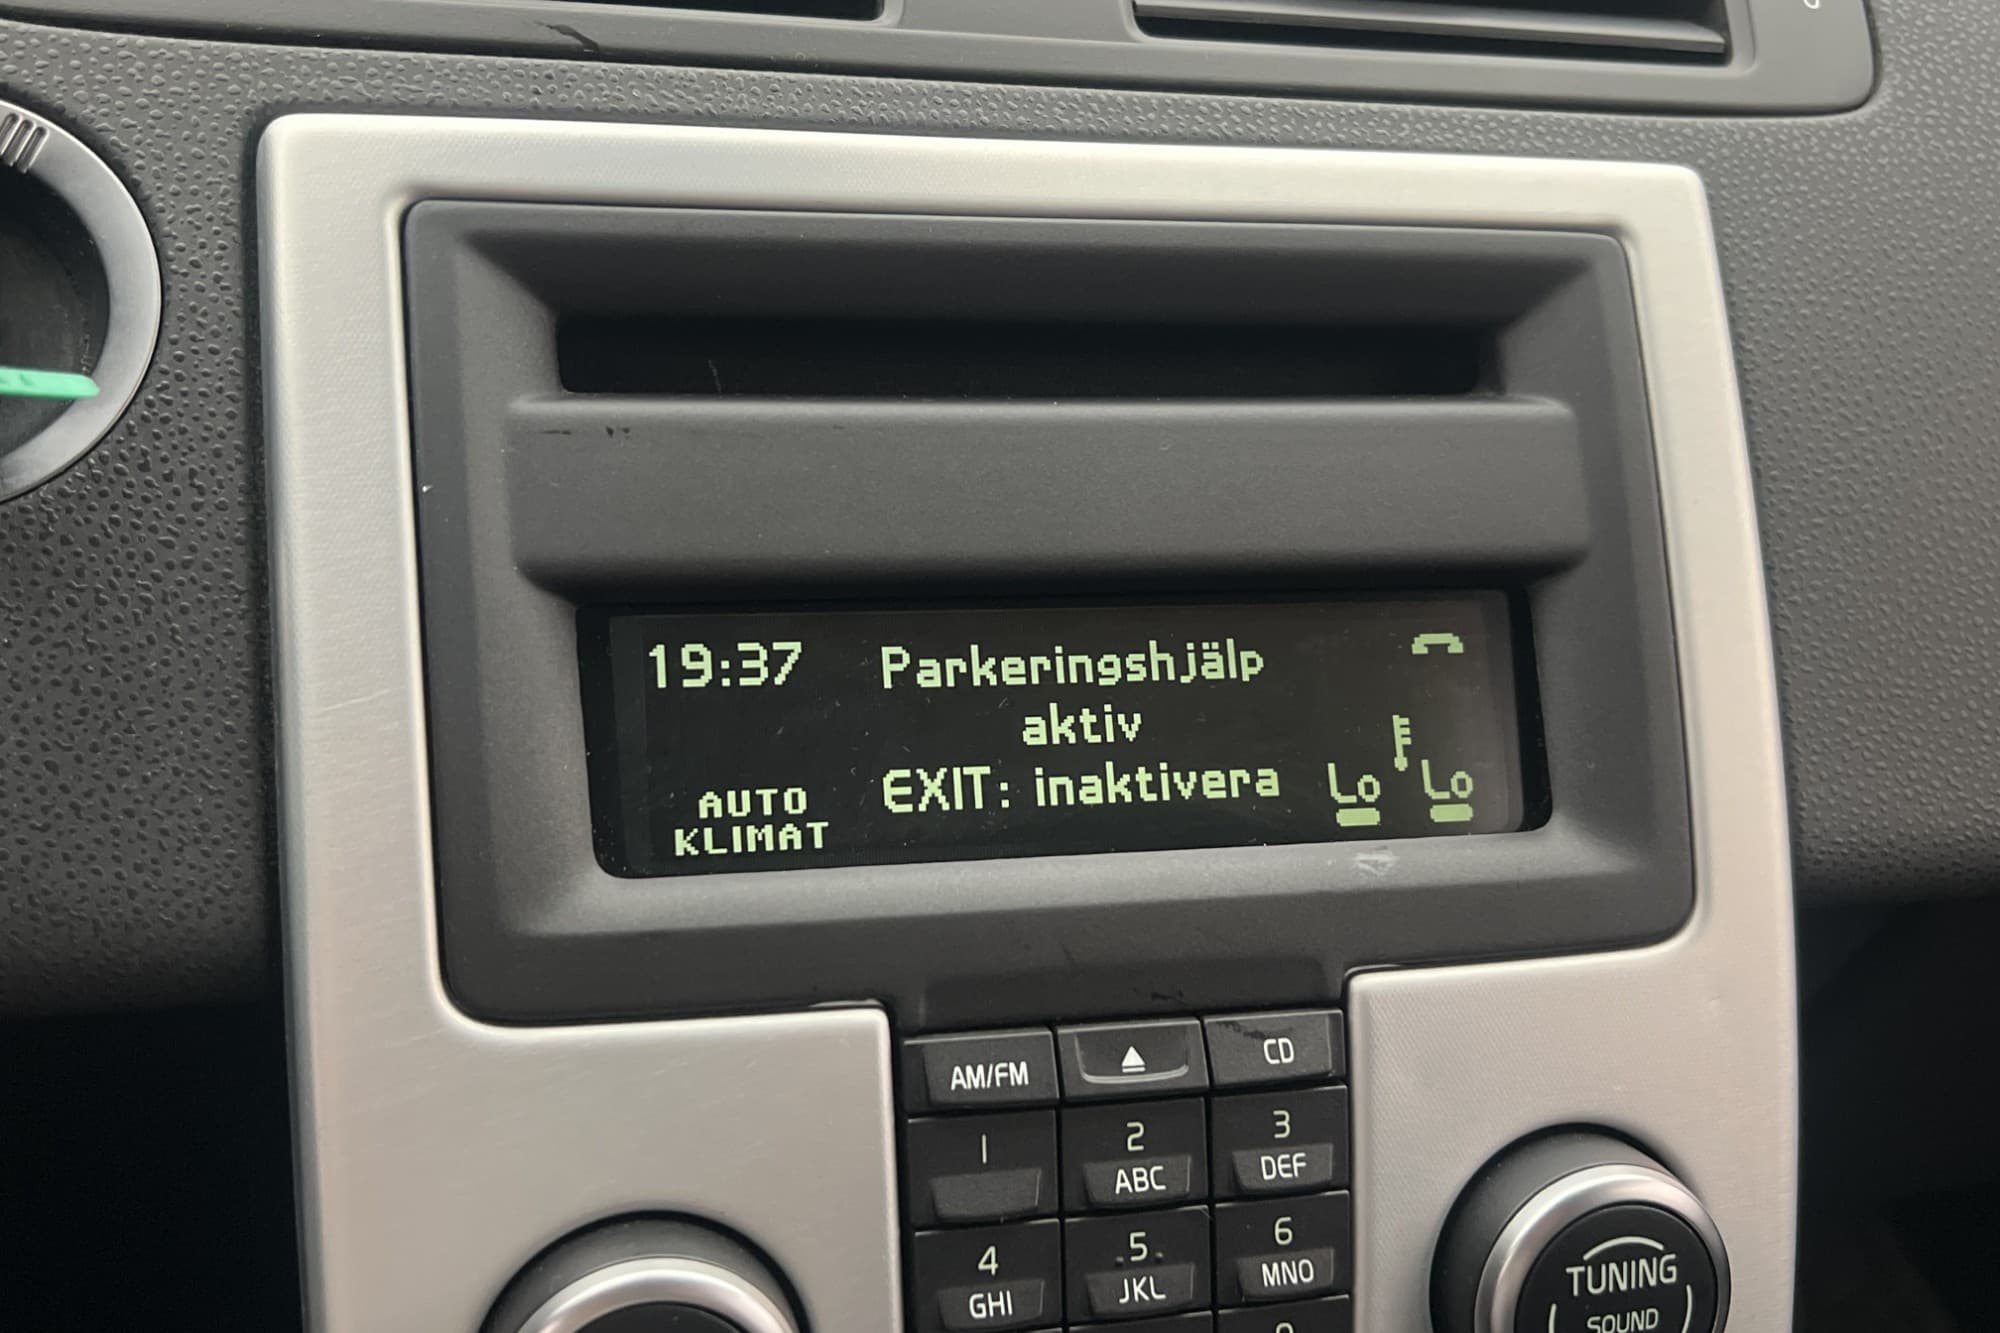 19:37 Parkeringshjälp
aktiv
EXIT: inaktivera
Lo Lo
AUTO
KLIMAT
AM/FM
CD
1
2
ABC
3
DEF
4
GHI
5
JKL
6
MNO
TUNING
SOUND